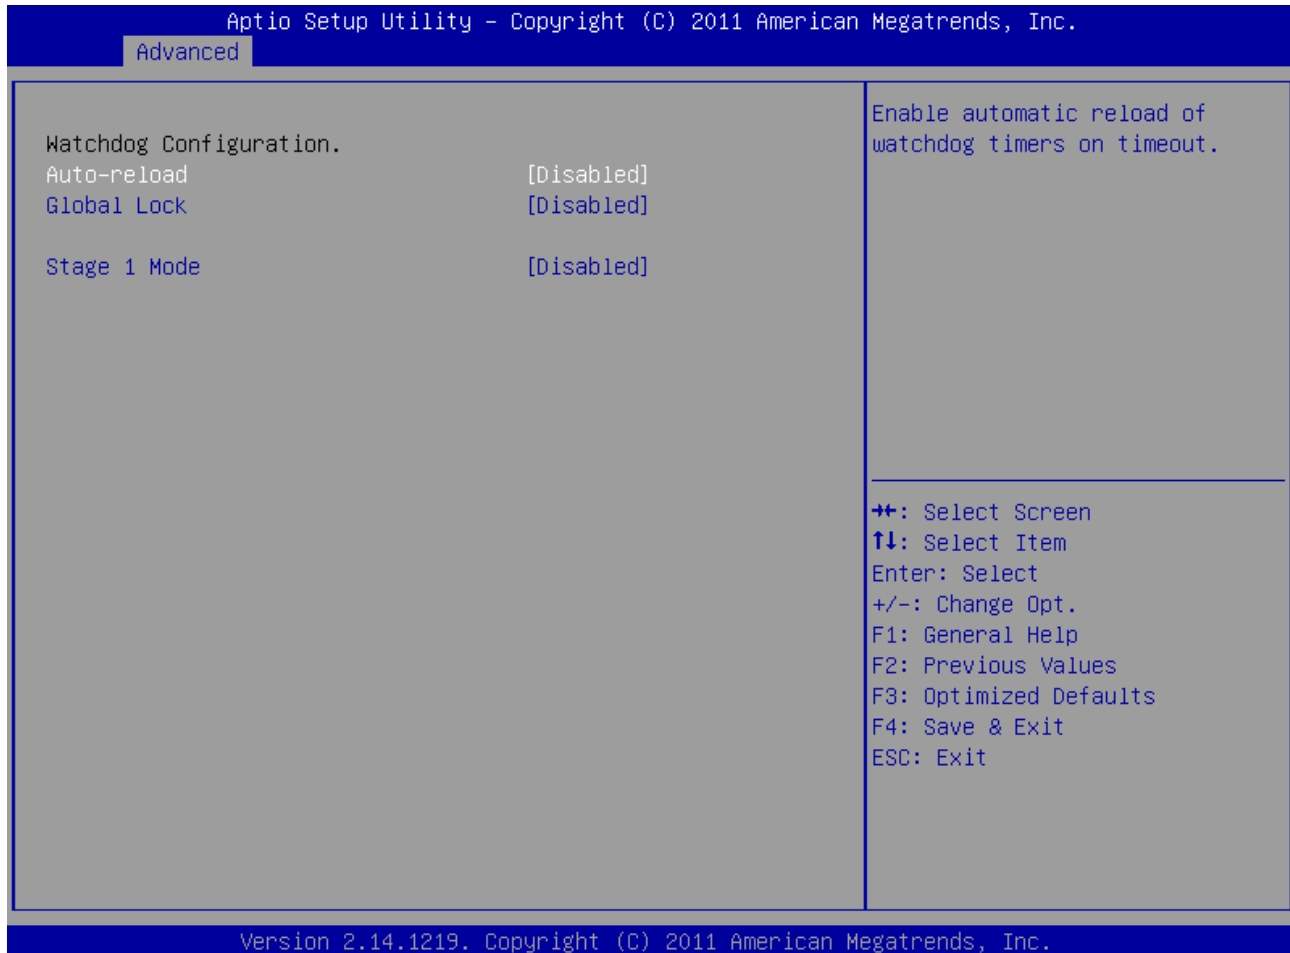 Aptio Setup Utility – Copyright (C) 2011 American Megatrends, Inc.
Advanced
Watchdog Configuration.
Auto-reload [Disabled]
Global Lock [Disabled]
Stage 1 Mode [Disabled]
Enable automatic reload of
watchdog timers on timeout.
→←: Select Screen
↑↓: Select Item
Enter: Select
+/-: Change Opt.
F1: General Help
F2: Previous Values
F3: Optimized Defaults
F4: Save & Exit
ESC: Exit
Version 2.14.1219. Copyright (C) 2011 American Megatrends, Inc.